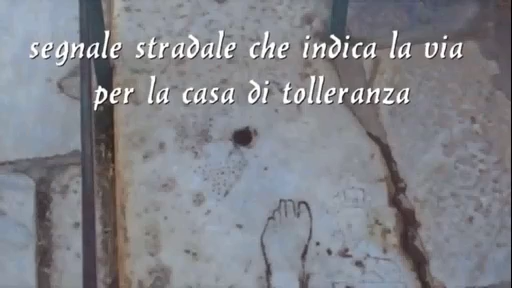 segnale stradale che indica la via
per la casa di tolleranza